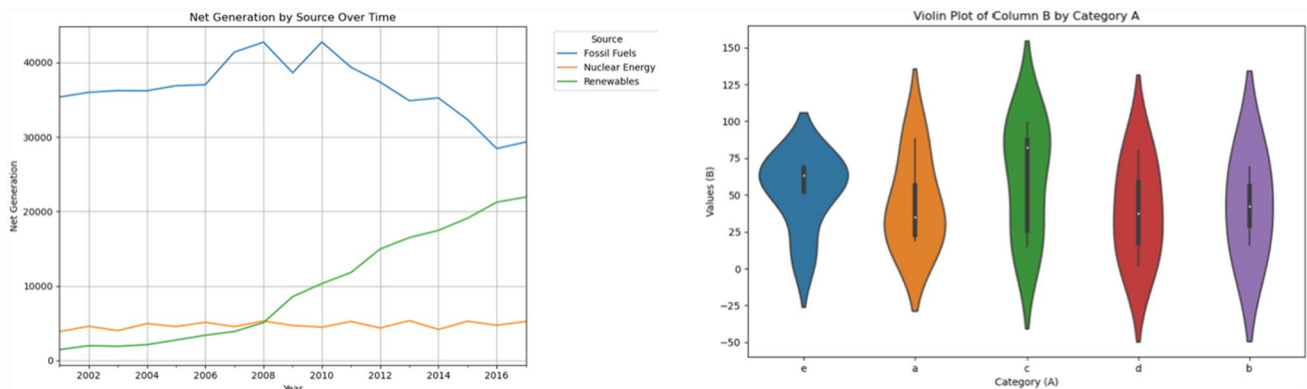 Net Generation by Source Over Time
40000
30000
20000
10000
0
Net Generation
2002 2004 2006 2008 2010 2012 2014 2016
Year
Source
Fossil Fuels
Nuclear Energy
Renewables
Violin Plot of Column B by Category A
150
125
100
75
50
25
0
−25
−50
Values (B)
e a c d b
Category (A)